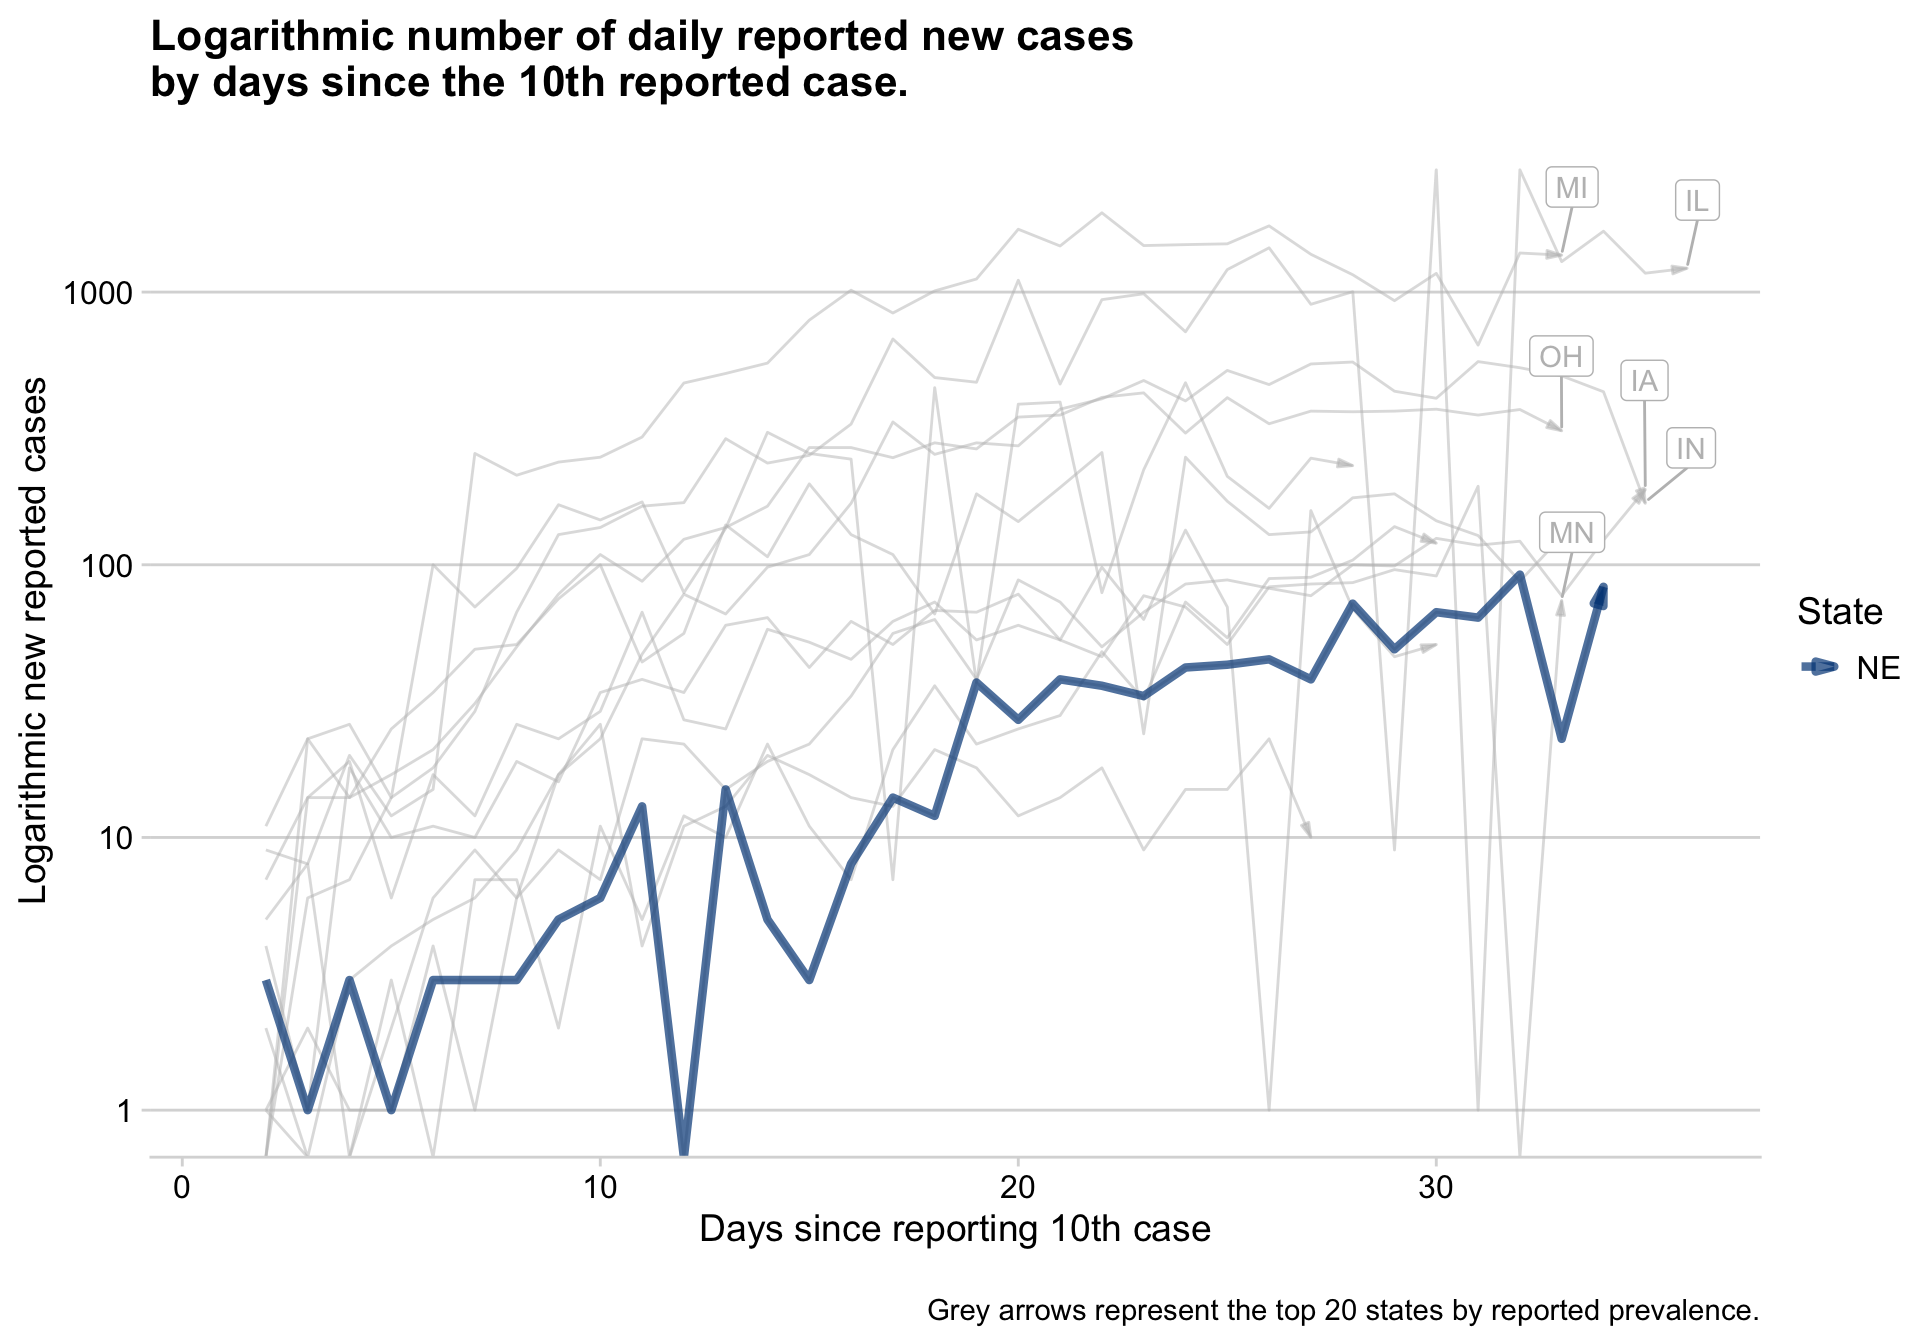 Logarithmic number of daily reported new cases
by days since the 10th reported case.
Logarithmic new reported cases
1000
100
10
1
MI
IL
OH
IA
IN
MN
State
NE
0
10
20
30
Days since reporting 10th case
Grey arrows represent the top 20 states by reported prevalence.